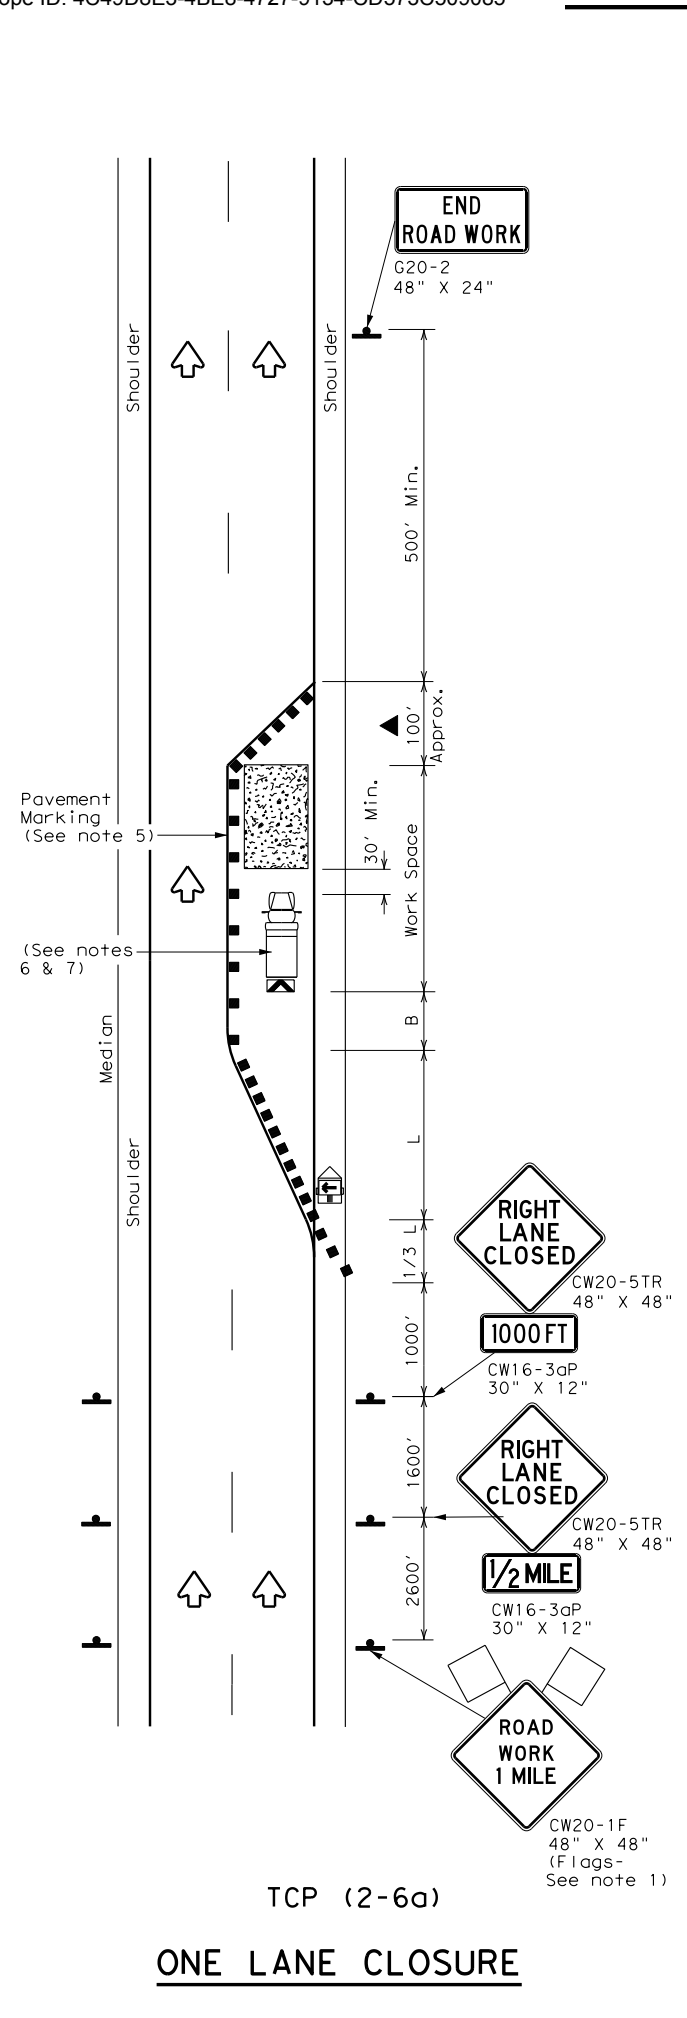 END
ROAD WORK
G20-2
48" X 24"
Shoulder
Shoulder
500' Min.
100'
Approx.
30' Min.
Work Space
Pavement
Marking
(See note 5)
(See notes
6 & 7)
B
Median
L
Shoulder
1/3 L
RIGHT
LANE
CLOSED
CW20-5TR
48" X 48"
1000 FT
1000'
CW16-3aP
30" X 12"
1600'
RIGHT
LANE
CLOSED
CW20-5TR
48" X 48"
1/2 MILE
2600'
CW16-3aP
30" X 12"
ROAD
WORK
1 MILE
CW20-1F
48" X 48"
(Flags-
See note 1)
TCP (2-6a)
ONE LANE CLOSURE